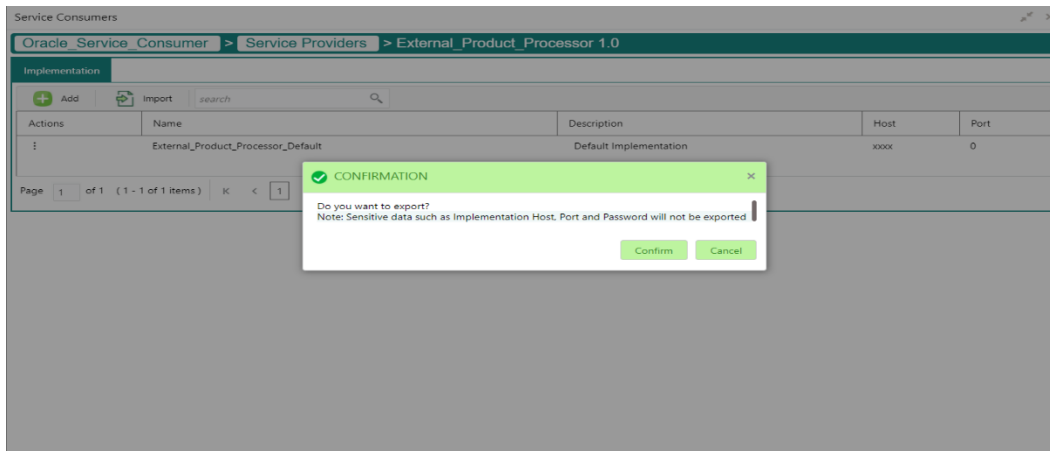 Service Consumers
Oracle_Service_Consumer > Service Providers > External_Product_Processor 1.0
Implementation
Add Import search
Actions Name Description Host Port
External_Product_Processor_Default Default Implementation xxxx 0
Page 1 of 1 (1 - 1 of 1 items) K < 1
CONFIRMATION ×
Do you want to export?
Note: Sensitive data such as Implementation Host, Port and Password will not be exported
Confirm Cancel